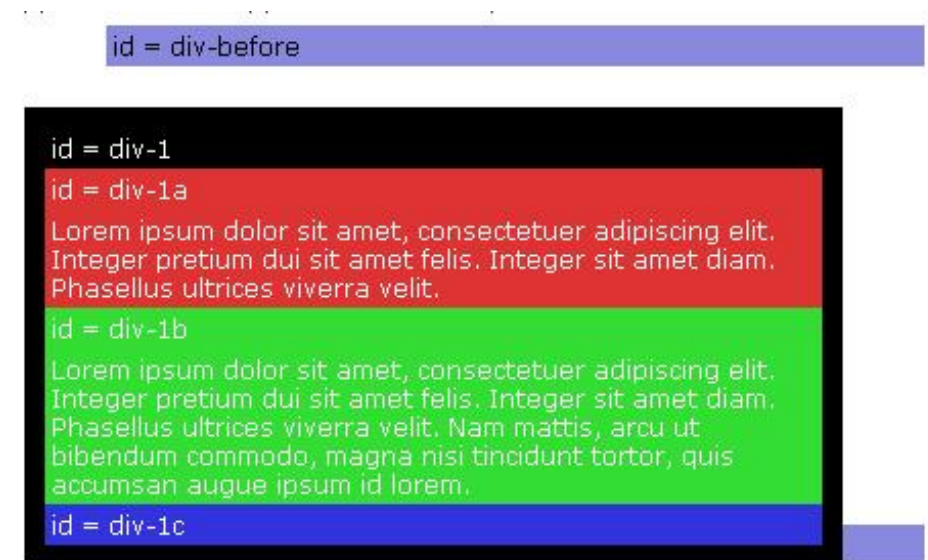 id = div-before
id = div-1
id = div-1a
Lorem ipsum dolor sit amet, consectetuer adipiscing elit.
Integer pretium dui sit amet felis. Integer sit amet diam.
Phasellus ultrices viverra velit.
id = div-1b
Lorem ipsum dolor sit amet, consectetuer adipiscing elit.
Integer pretium dui sit amet felis. Integer sit amet diam.
Phasellus ultrices viverra velit. Nam mattis, arcu ut
bibendum commodo, magna nisi tincidunt tortor, quis
accumsan augue ipsum id lorem.
id = div-1c